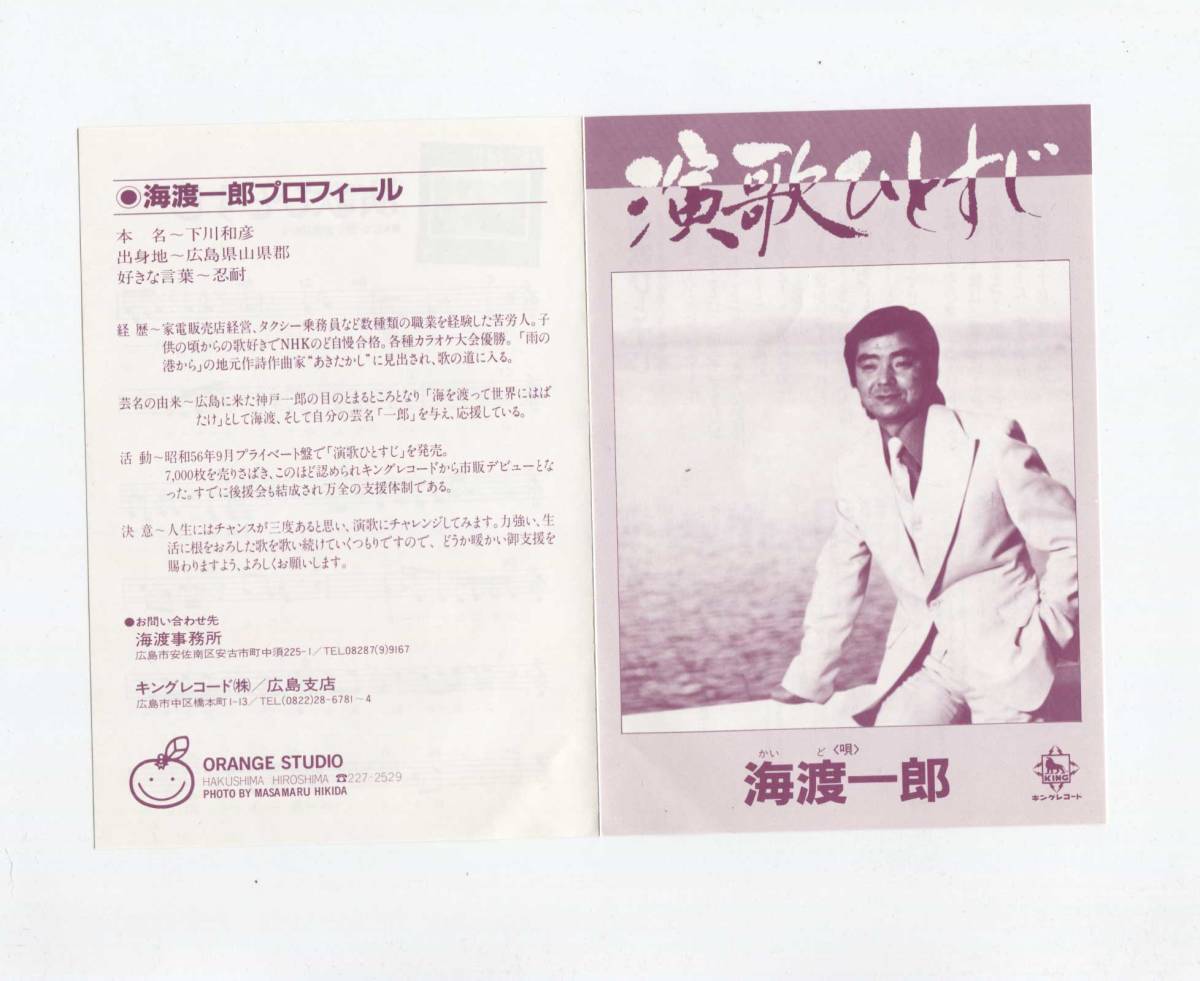 ●海渡一郎プロフィール
本　名～下川和彦
出身地～広島県山県郡
好きな言葉～忍耐
経 歴～家電販売店経営、タクシー乗務員など数種類の職業を経験した苦労人。子
供の頃からの歌好きでNHKのど自慢合格。各種カラオケ大会優勝。「雨の
港から」の地元作詩作曲家“あきたかし”に見出され、歌の道に入る。
芸名の由来～広島に来た神戸一郎の目のとまるところとなり「海を渡って世界にはば
たけ」として海渡、そして自分の芸名「一郎」を与え、応援している。
活 動～昭和56年9月プライベート盤で「演歌ひとすじ」を発売。
7,000枚を売りさばき、このほど認められキングレコードから市販デビューとな
った。すでに後援会も結成され万全の支援体制である。
決 意～人生にはチャンスが三度あると思い、演歌にチャレンジしてみます。力強い、生
活に根をおろした歌を歌い続けていくつもりですので、どうか暖かい御支援を
賜わりますよう、よろしくお願いします。
●お問い合わせ先
海渡事務所
広島市安佐南区安古市町中須225-1／TEL08287(9)9167
キングレコード㈱／広島支店
広島市中区橋本町1-13／TEL(0822)28-6781～4
ORANGE STUDIO
HAKUSHIMA HIROSHIMA ☎227-2529
PHOTO BY MASAMARU HIKIDA
演歌ひとすじ
かい ど〈唄〉
海渡一郎
KING
キングレコード